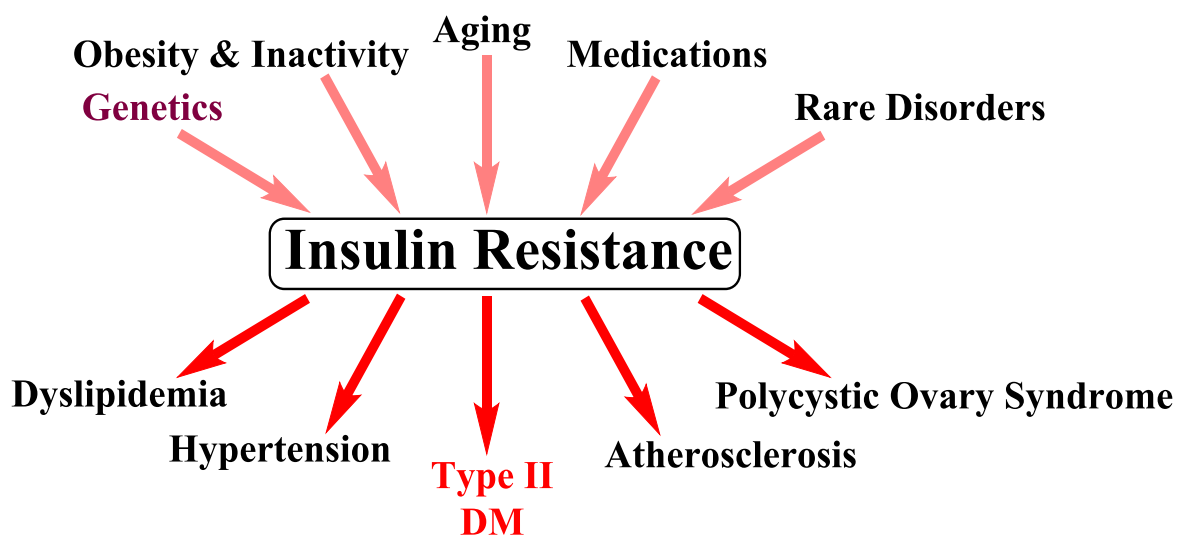 Aging
Obesity & Inactivity
Medications
Genetics
Rare Disorders
Insulin Resistance
Dyslipidemia
Polycystic Ovary Syndrome
Hypertension
Atherosclerosis
Type II
DM